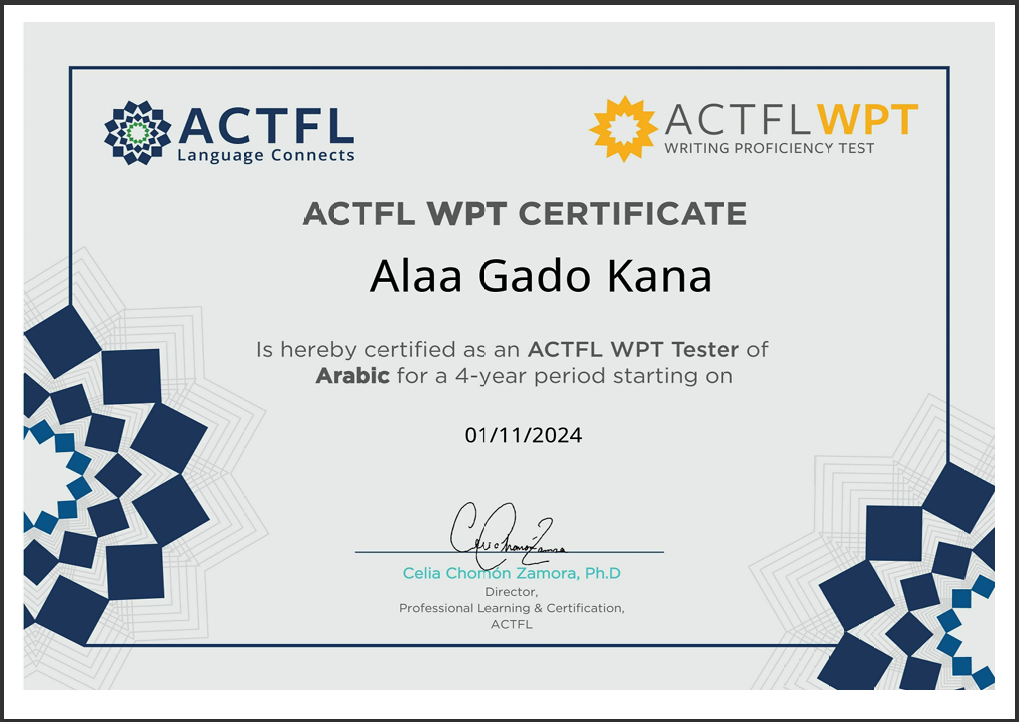 ACTFL
Language Connects
ACTFLWPT
WRITING PROFICIENCY TEST
ACTFL WPT CERTIFICATE
Alaa Gado Kana
Is hereby certified as an ACTFL WPT Tester of
Arabic for a 4-year period starting on
01/11/2024
Celia Chomón Zamora, Ph.D
Director,
Professional Learning & Certification,
ACTFL